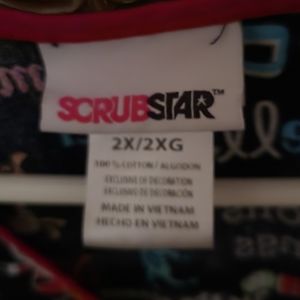 SCRUBSTAR™
2X/2XG
100% COTTON / ALGODON
EXCLUSIVE OF DECORATION
EXCLUSIVO DE DECORACIÓN
MADE IN VIETNAM
HECHO EN VIETNAM